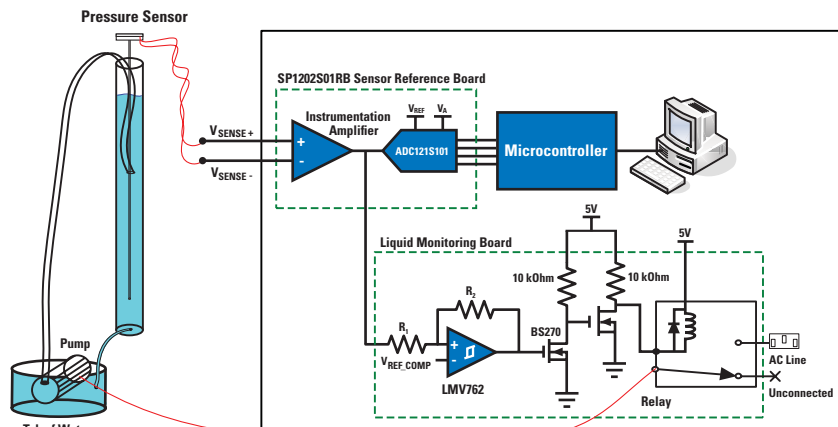 Pressure Sensor
SP1202S01RB Sensor Reference Board
VSENSE +
VSENSE -
Instrumentation
Amplifier
+
-
VREF
VA
ADC121S101
Microcontroller
5V
Liquid Monitoring Board
5V
10 kOhm
10 kOhm
R2
R1
BS270
+
-
VREF_COMP
LMV762
Pump
AC Line
Unconnected
Relay